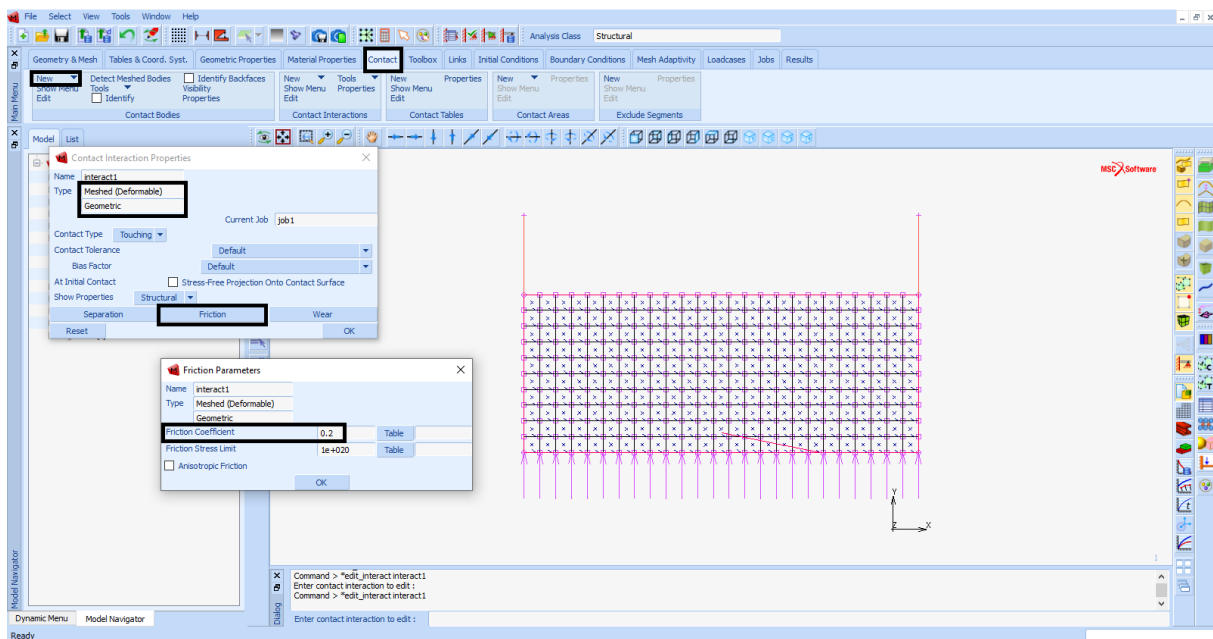 File Select View Tools Window Help
Analysis Class Structural
Geometry & Mesh Tables & Coord. Syst. Geometric Properties Material Properties Contact Toolbox Links Initial Conditions Boundary Conditions Mesh Adaptivity Loadcases Jobs Results
New Detect Meshed Bodies Identify Backfaces New Tools New Properties New Properties New Properties
Show Menu Tools Visibility Show Menu Properties Show Menu Show Menu Show Menu
Edit Identify Properties Edit Edit Edit Edit
Contact Bodies Contact Interactions Contact Tables Contact Areas Exclude Segments
Main Menu
Model List
Contact Interaction Properties
Name interact1
Type Meshed (Deformable)
Geometric
Current Job job1
Contact Type Touching
Contact Tolerance Default
Bias Factor Default
At Initial Contact Stress-Free Projection Onto Contact Surface
Show Properties Structural
Separation Friction Wear
Reset OK
Friction Parameters
Name interact1
Type Meshed (Deformable)
Geometric
Friction Coefficient 0.2 Table
Friction Stress Limit 1e+020 Table
Anisotropic Friction
OK
MSC Software
Y
Z X
1
Model Navigator
Dialog
Command > *edit_interact interact1
Enter contact interaction to edit :
Command > *edit_interact interact1
Enter contact interaction to edit :
Dynamic Menu Model Navigator
Ready